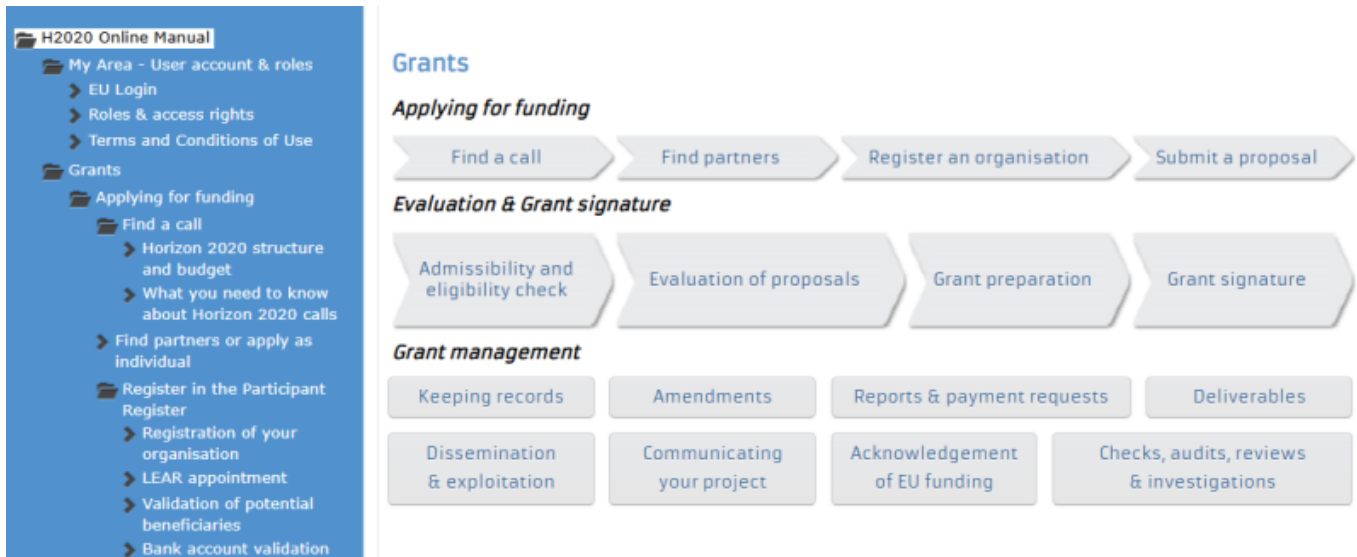 H2020 Online Manual
My Area - User account & roles
EU Login
Roles & access rights
Terms and Conditions of Use
Grants
Applying for funding
Find a call
Horizon 2020 structure
and budget
What you need to know
about Horizon 2020 calls
Find partners or apply as
individual
Register in the Participant
Register
Registration of your
organisation
LEAR appointment
Validation of potential
beneficiaries
Bank account validation
Grants
Applying for funding
Find a call
Find partners
Register an organisation
Submit a proposal
Evaluation & Grant signature
Admissibility and
eligibility check
Evaluation of proposals
Grant preparation
Grant signature
Grant management
Keeping records
Amendments
Reports & payment requests
Deliverables
Dissemination
& exploitation
Communicating
your project
Acknowledgement
of EU funding
Checks, audits, reviews
& investigations